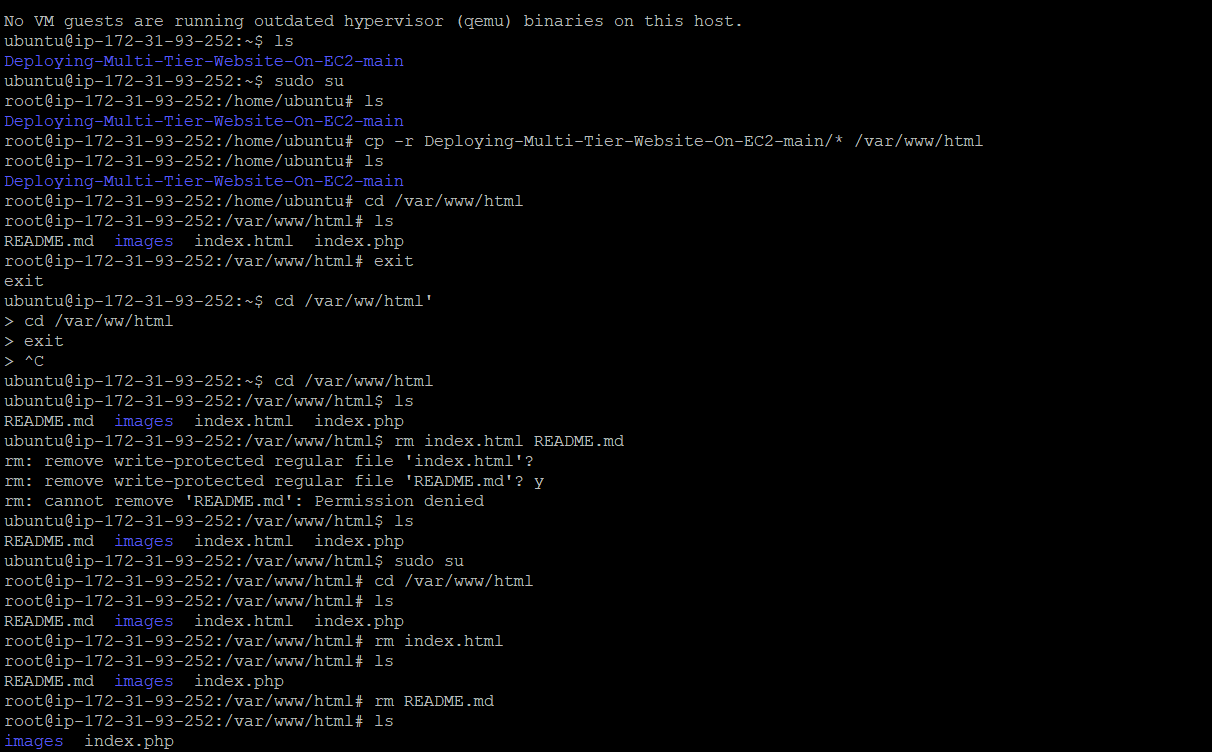 No VM guests are running outdated hypervisor (qemu) binaries on this host.
ubuntu@ip-172-31-93-252:~$ ls
Deploying-Multi-Tier-Website-On-EC2-main
ubuntu@ip-172-31-93-252:~$ sudo su
root@ip-172-31-93-252:/home/ubuntu# ls
Deploying-Multi-Tier-Website-On-EC2-main
root@ip-172-31-93-252:/home/ubuntu# cp -r Deploying-Multi-Tier-Website-On-EC2-main/* /var/www/html
root@ip-172-31-93-252:/home/ubuntu# ls
Deploying-Multi-Tier-Website-On-EC2-main
root@ip-172-31-93-252:/home/ubuntu# cd /var/www/html
root@ip-172-31-93-252:/var/www/html# ls
README.md  images  index.html  index.php
root@ip-172-31-93-252:/var/www/html# exit
exit
ubuntu@ip-172-31-93-252:~$ cd /var/ww/html'
> cd /var/ww/html
> exit
> ^C
ubuntu@ip-172-31-93-252:~$ cd /var/www/html
ubuntu@ip-172-31-93-252:/var/www/html$ ls
README.md  images  index.html  index.php
ubuntu@ip-172-31-93-252:/var/www/html$ rm index.html README.md
rm: remove write-protected regular file 'index.html'?
rm: remove write-protected regular file 'README.md'? y
rm: cannot remove 'README.md': Permission denied
ubuntu@ip-172-31-93-252:/var/www/html$ ls
README.md  images  index.html  index.php
ubuntu@ip-172-31-93-252:/var/www/html$ sudo su
root@ip-172-31-93-252:/var/www/html# cd /var/www/html
root@ip-172-31-93-252:/var/www/html# ls
README.md  images  index.html  index.php
root@ip-172-31-93-252:/var/www/html# rm index.html
root@ip-172-31-93-252:/var/www/html# ls
README.md  images  index.php
root@ip-172-31-93-252:/var/www/html# rm README.md
root@ip-172-31-93-252:/var/www/html# ls
images  index.php